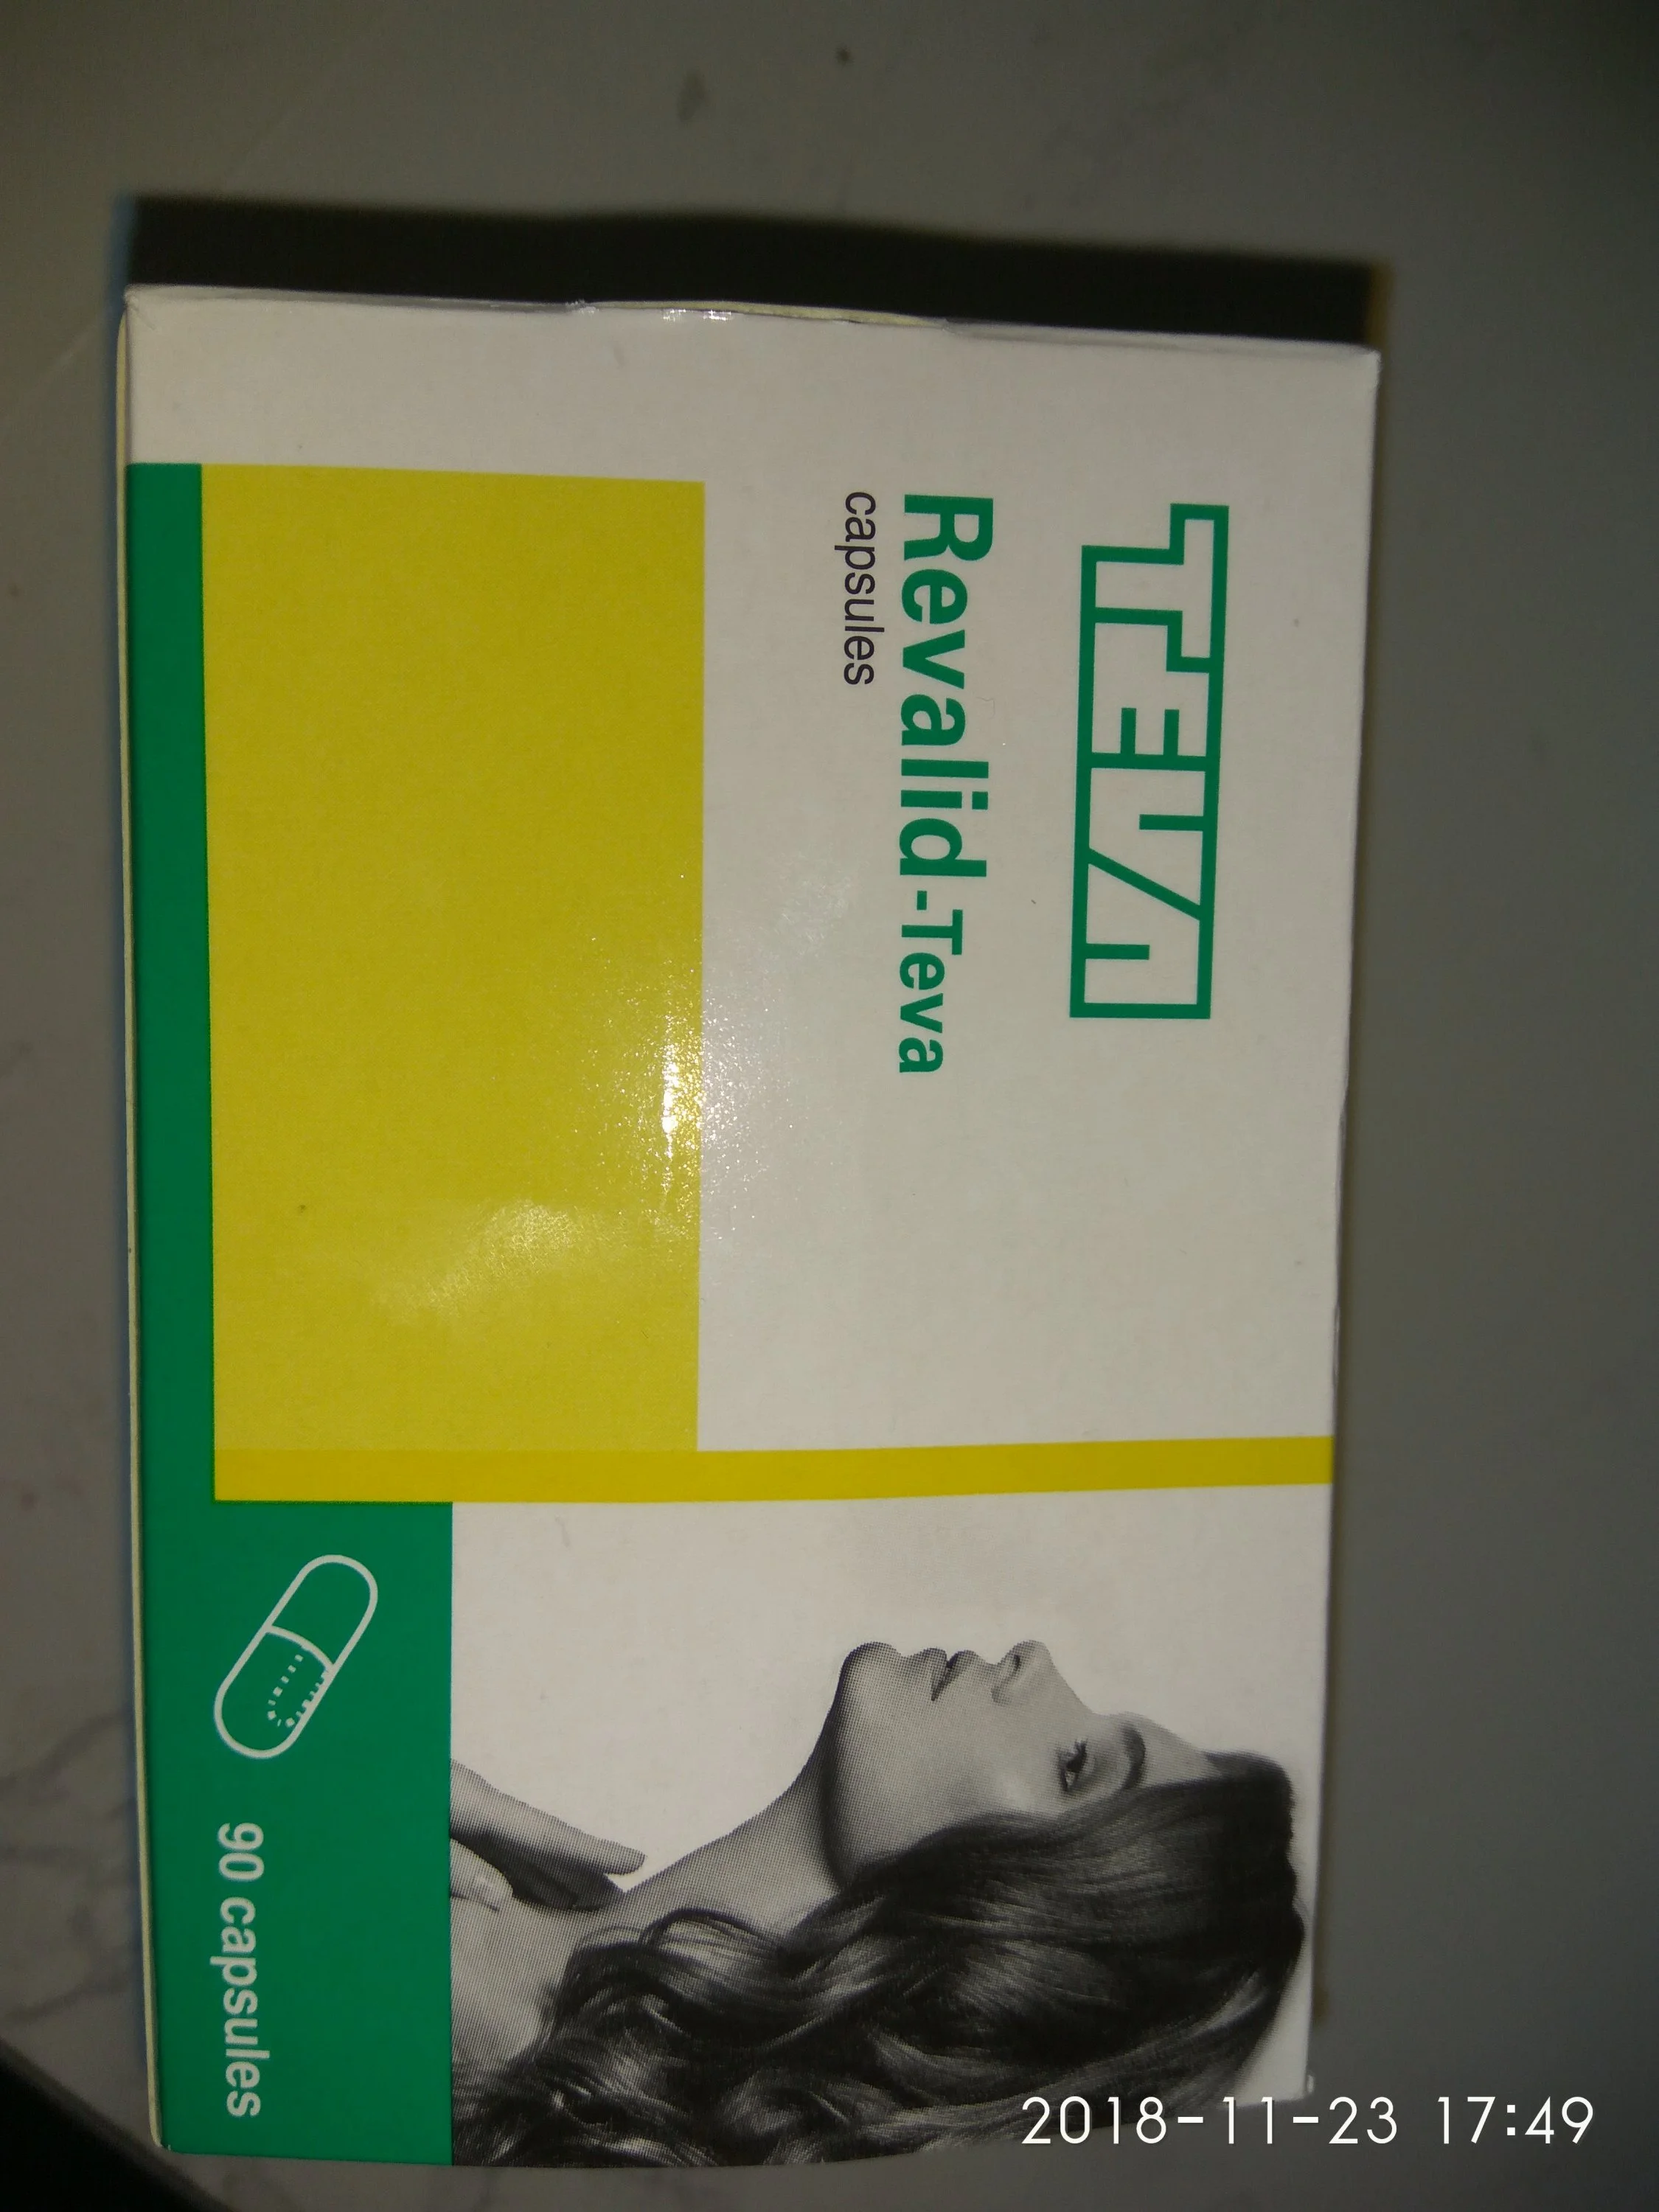 TEVA
Revalid-Teva
capsules
90 capsules
2018-11-23 17:49